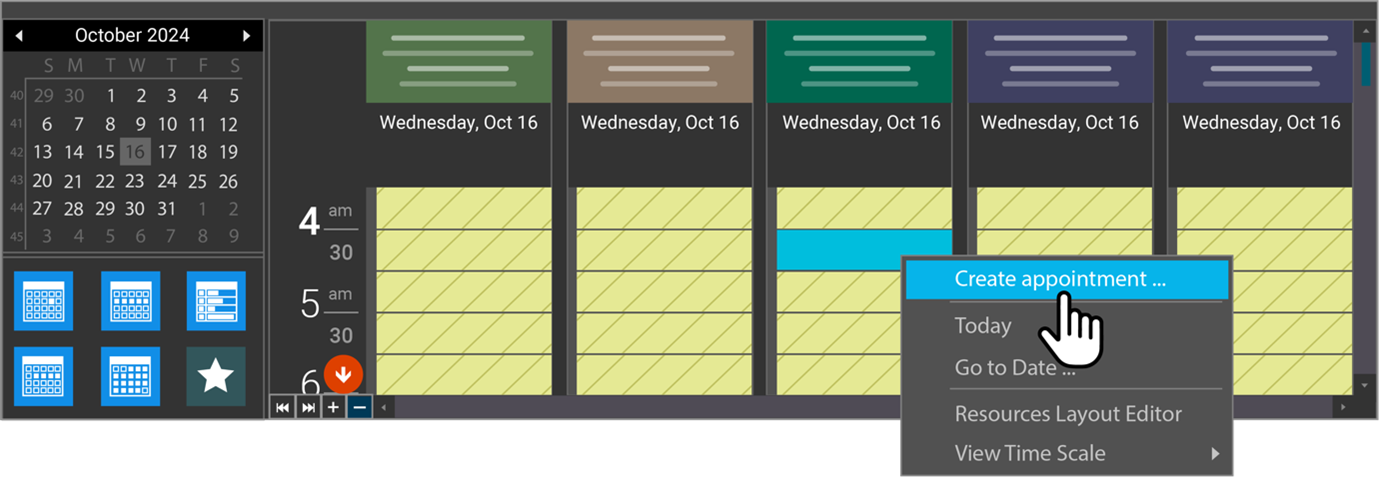 October 2024
S M T W T F S
40 29 30 1 2 3 4 5
41 6 7 8 9 10 11 12
42 13 14 15 16 17 18 19
43 20 21 22 23 24 25 26
44 27 28 29 30 31 1 2
45 3 4 5 6 7 8 9
Wednesday, Oct 16
Wednesday, Oct 16
Wednesday, Oct 16
Wednesday, Oct 16
Wednesday, Oct 16
4 am
30
5 am
30
6
Create appointment ...
Today
Go to Date ...
Resources Layout Editor
View Time Scale